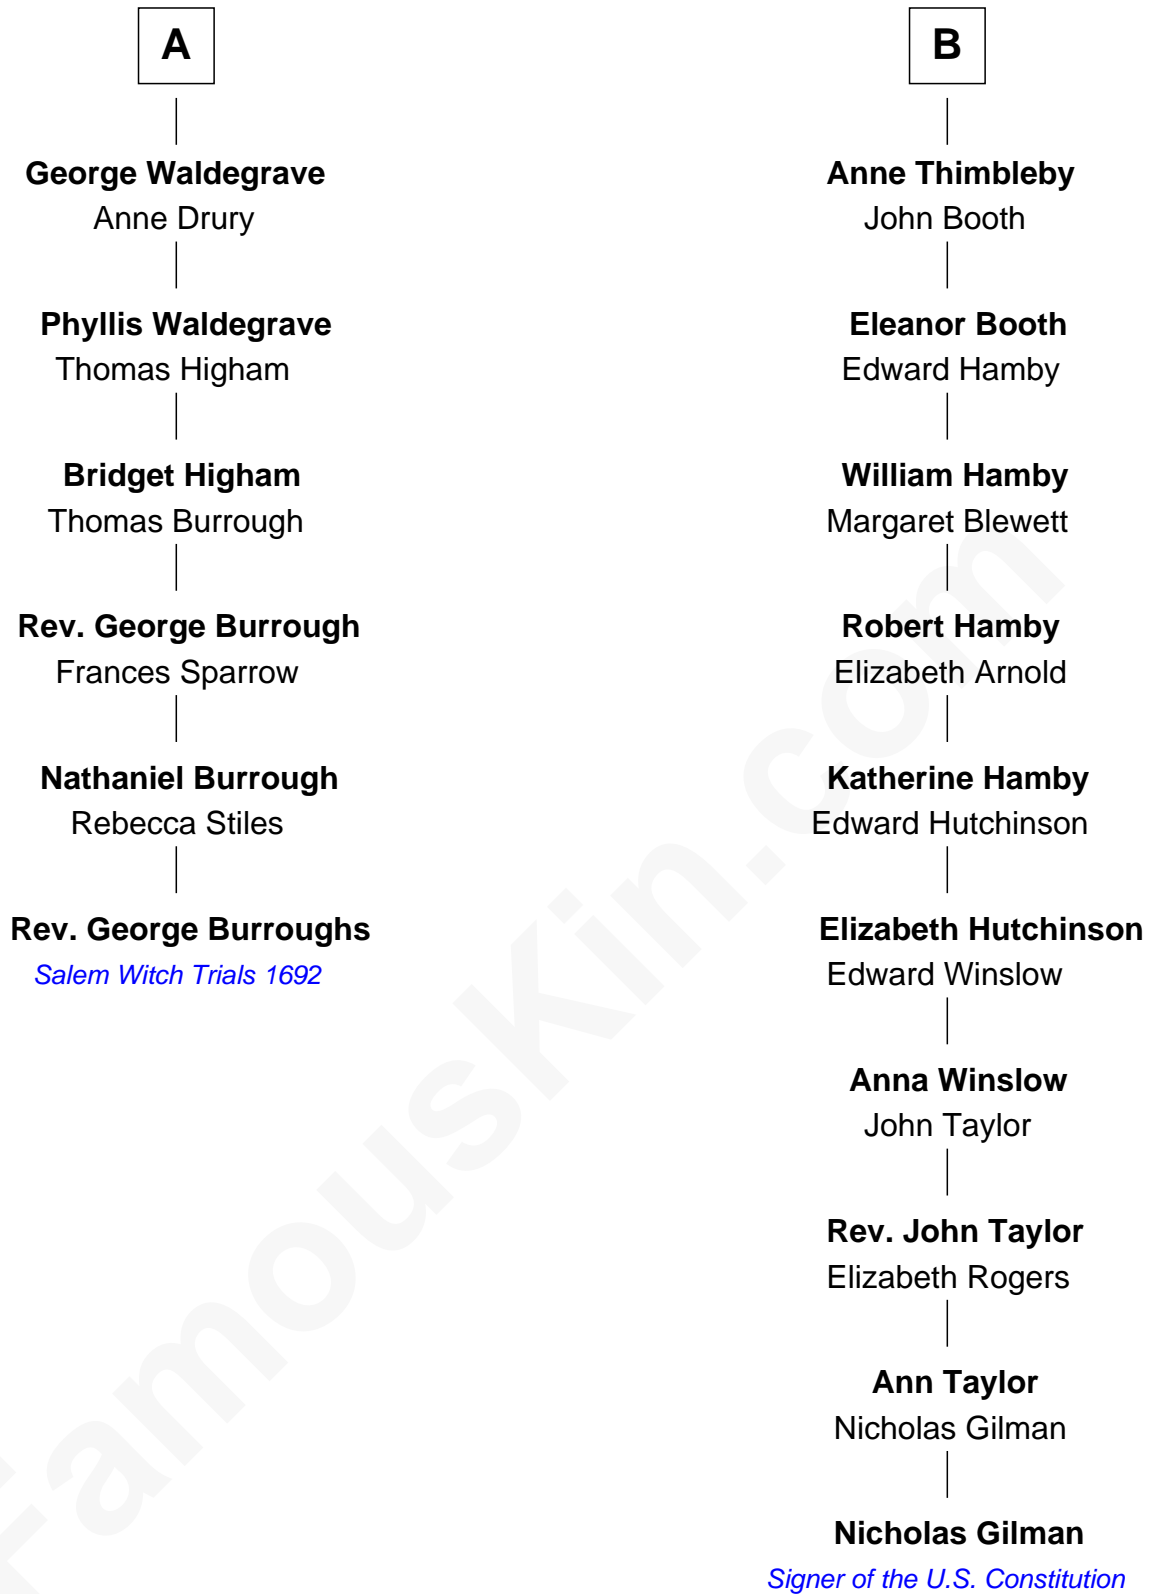 A
George Waldegrave
Anne Drury
Phyllis Waldegrave
Thomas Higham
Bridget Higham
Thomas Burrough
Rev. George Burrough
Frances Sparrow
Nathaniel Burrough
Rebecca Stiles
Rev. George Burroughs
Salem Witch Trials 1692
B
Anne Thimbleby
John Booth
Eleanor Booth
Edward Hamby
William Hamby
Margaret Blewett
Robert Hamby
Elizabeth Arnold
Katherine Hamby
Edward Hutchinson
Elizabeth Hutchinson
Edward Winslow
Anna Winslow
John Taylor
Rev. John Taylor
Elizabeth Rogers
Ann Taylor
Nicholas Gilman
Nicholas Gilman
Signer of the U.S. Constitution
FamousKin.com